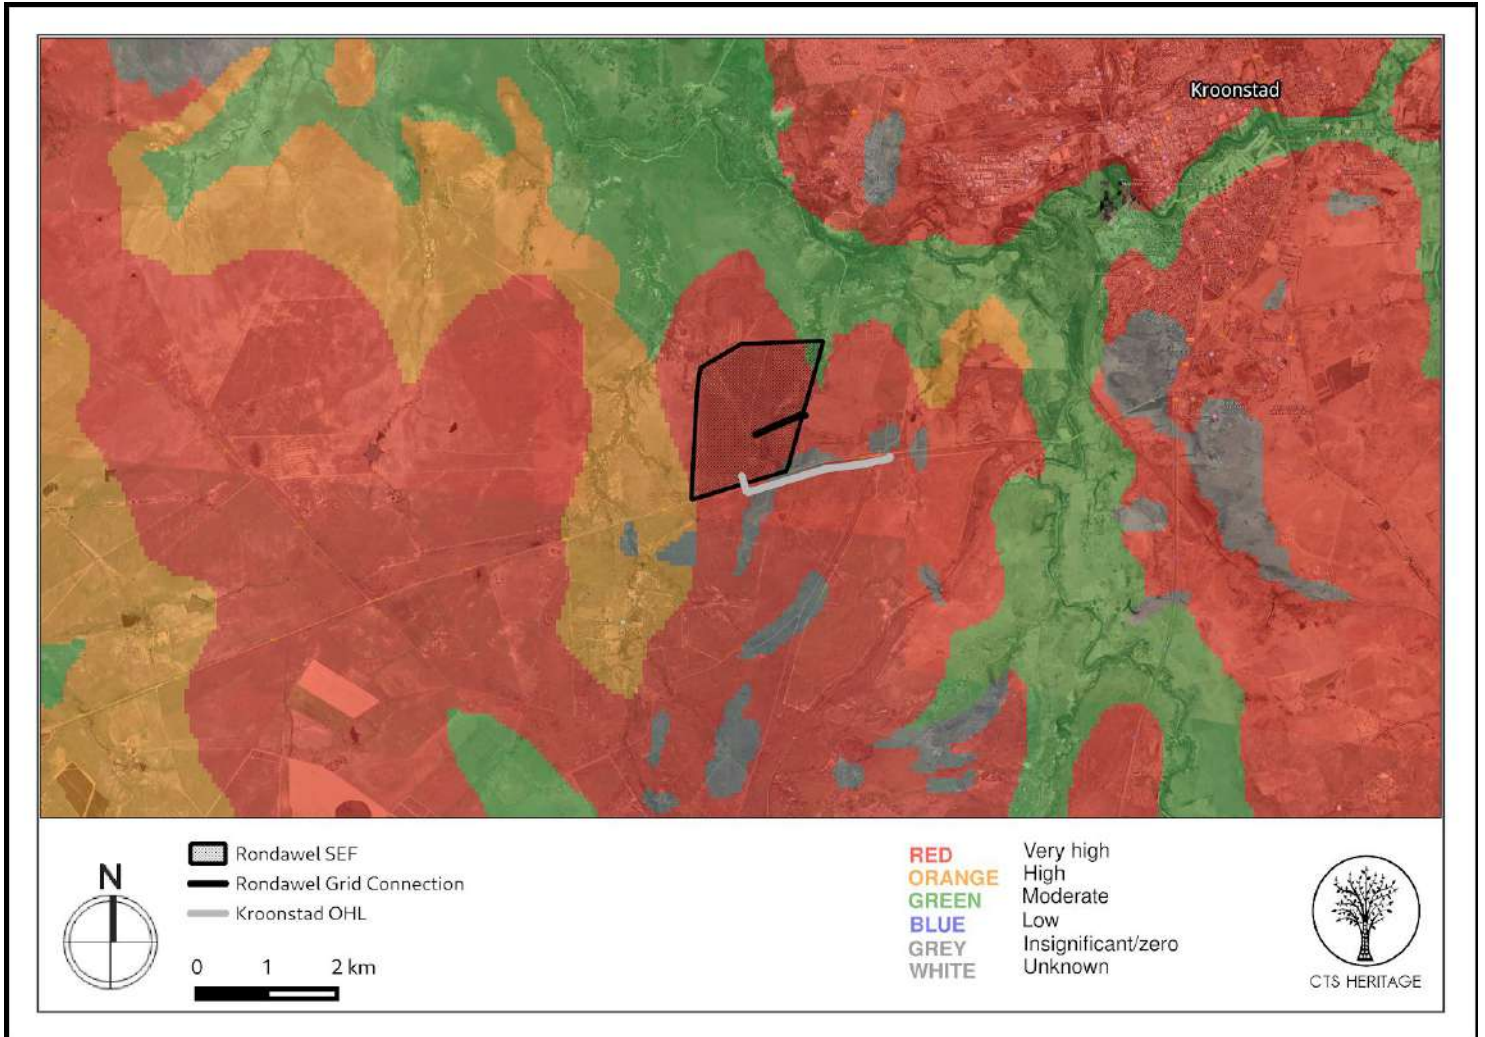 Kroonstad
N
0 1 2 km
Rondawel SEF
Rondawel Grid Connection
Kroonstad OHL
RED Very high
ORANGE High
GREEN Moderate
BLUE Low
GREY Insignificant/zero
WHITE Unknown
CTS HERITAGE